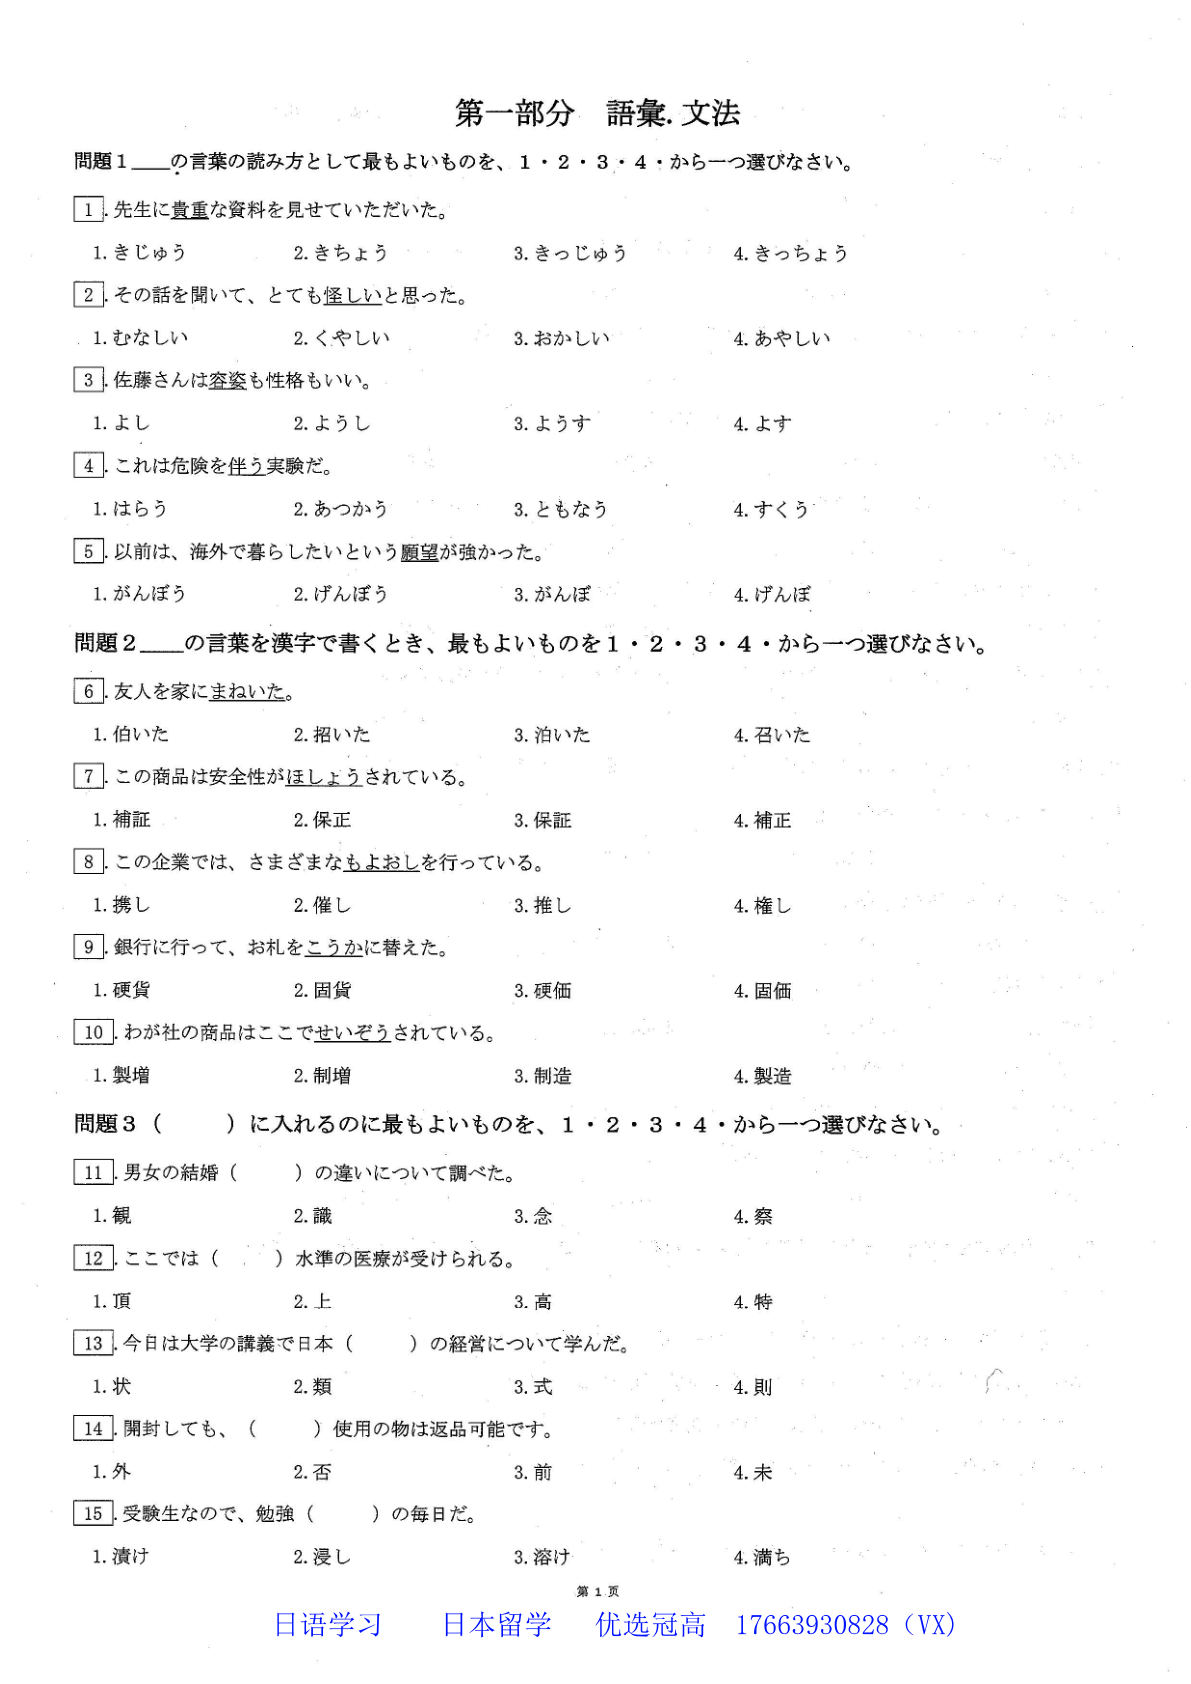 第一部分　語彙.文法
問題１____の言葉の読み方として最もよいものを、１・２・３・４・から一つ選びなさい。
1.先生に貴重な資料を見せていただいた。
1.きじゅう　2.きちょう　3.きっじゅう　4.きっちょう
2.その話を聞いて、とても怪しいと思った。
1.むなしい　2.くやしい　3.おかしい　4.あやしい
3.佐藤さんは容姿も性格もいい。
1.よし　2.ようし　3.ようす　4.よす
4.これは危険を伴う実験だ。
1.はらう　2.あつかう　3.ともなう　4.すくう
5.以前は、海外で暮らしたいという願望が強かった。
1.がんぼう　2.げんぼう　3.がんぼ　4.げんぼ
問題２____の言葉を漢字で書くとき、最もよいものを１・２・３・４・から一つ選びなさい。
6.友人を家にまねいた。
1.伯いた　2.招いた　3.泊いた　4.召いた
7.この商品は安全性がほしょうされている。
1.補証　2.保正　3.保証　4.補正
8.この企業では、さまざまなもよおしを行っている。
1.携し　2.催し　3.推し　4.権し
9.銀行に行って、お札をこうかに替えた。
1.硬貨　2.固貨　3.硬価　4.固価
10.わが社の商品はここでせいぞうされている。
1.製増　2.制増　3.制造　4.製造
問題３（　　）に入れるのに最もよいものを、１・２・３・４・から一つ選びなさい。
11.男女の結婚（　　）の違いについて調べた。
1.観　2.識　3.念　4.察
12.ここでは（　　）水準の医療が受けられる。
1.頂　2.上　3.高　4.特
13.今日は大学の講義で日本（　　）の経営について学んだ。
1.状　2.類　3.式　4.則
14.開封しても、（　　）使用の物は返品可能です。
1.外　2.否　3.前　4.未
15.受験生なので、勉強（　　）の毎日だ。
1.漬け　2.浸し　3.溶け　4.満ち
第 1 页
日语学习　日本留学　优选冠高　17663930828（VX)